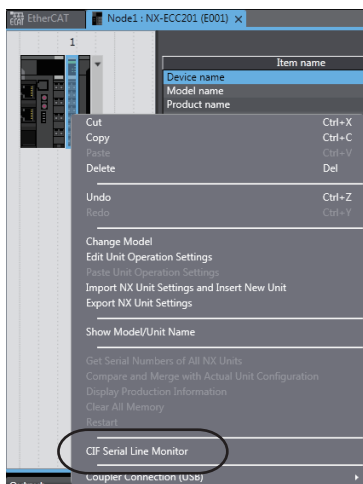 EtherCAT
Node1 : NX-ECC201 (E001) ×
1
Item name
Device name
Model name
Product name
Cut Ctrl+X
Copy Ctrl+C
Paste Ctrl+V
Delete Del
Undo Ctrl+Z
Redo Ctrl+Y
Change Model
Edit Unit Operation Settings
Paste Unit Operation Settings
Import NX Unit Settings and Insert New Unit
Export NX Unit Settings
Show Model/Unit Name
Get Serial Numbers of All NX Units
Compare and Merge with Actual Unit Configuration
Display Production Information
Clear All Memory
Restart
CIF Serial Line Monitor
Coupler Connection (USB)
Output